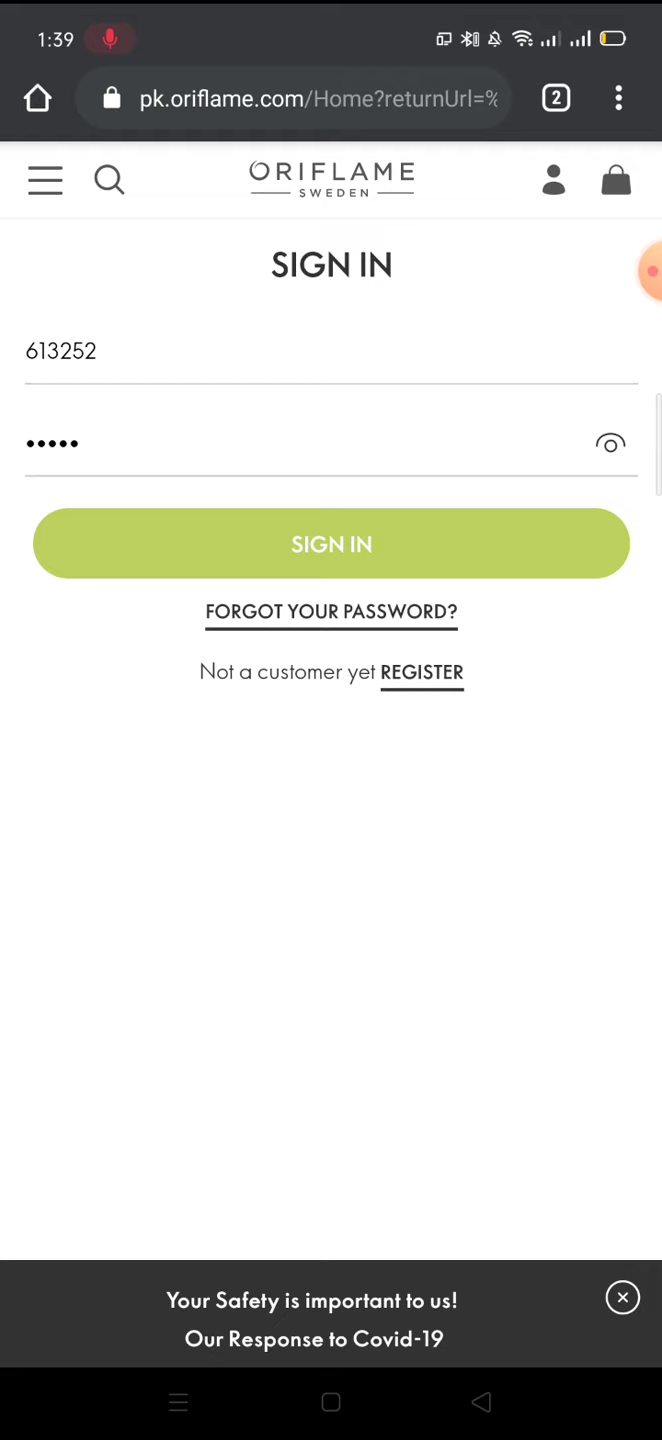 1:39
pk.oriflame.com/Home?returnUrl=%
2
ORIFLAME
SWEDEN
SIGN IN
613252
•••••
SIGN IN
FORGOT YOUR PASSWORD?
Not a customer yet REGISTER
Your Safety is important to us!
Our Response to Covid-19